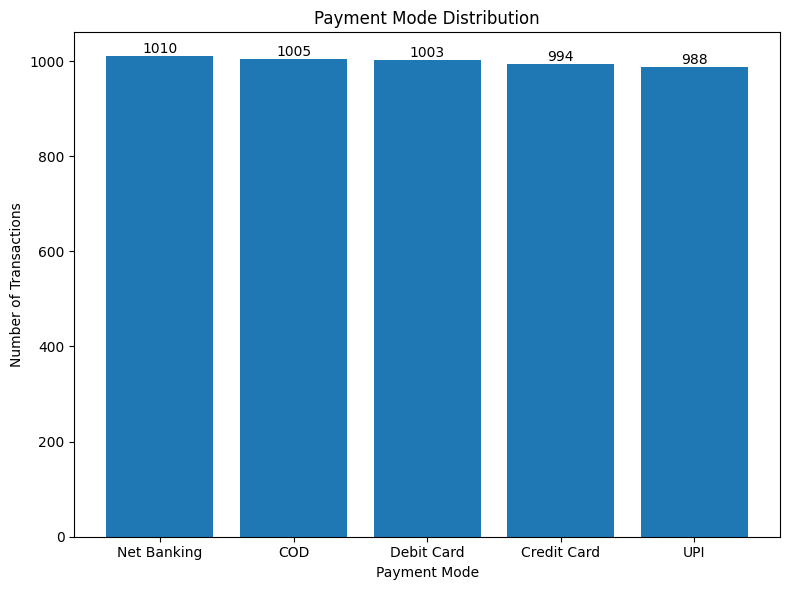 Payment Mode Distribution
1010
1005
1003
994
988
1000
800
600
400
200
0
Number of Transactions
Net Banking
COD
Debit Card
Credit Card
UPI
Payment Mode